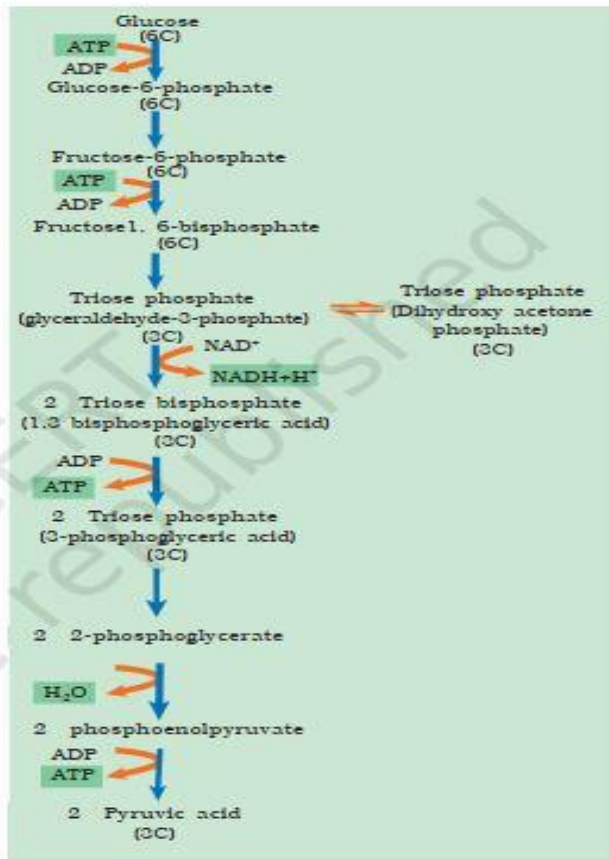 Glucose
(6C)
ATP
ADP
Glucose-6-phosphate
(6C)
Fructose-6-phosphate
(6C)
ATP
ADP
Fructose1, 6-bisphosphate
(6C)
Triose phosphate
(glyceraldehyde-3-phosphate)
(3C)
Triose phosphate
(Dihydroxy acetone
phosphate)
(3C)
NAD⁺
NADH+H⁺
2 Triose bisphosphate
(1,3 bisphosphoglyceric acid)
(3C)
ADP
ATP
2 Triose phosphate
(3-phosphoglyceric acid)
(3C)
2 2-phosphoglycerate
H₂O
2 phosphoenolpyruvate
ADP
ATP
2 Pyruvic acid
(3C)
republished